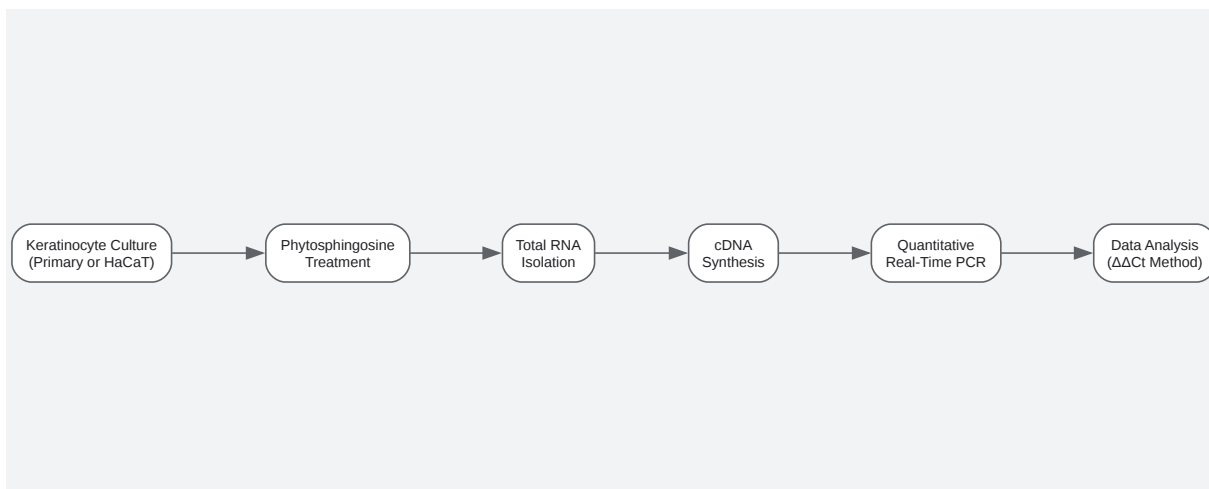 Keratinocyte Culture
(Primary or HaCaT)
Phytosphingosine
Treatment
Total RNA
Isolation
cDNA
Synthesis
Quantitative
Real-Time PCR
Data Analysis
(ΔΔCt Method)